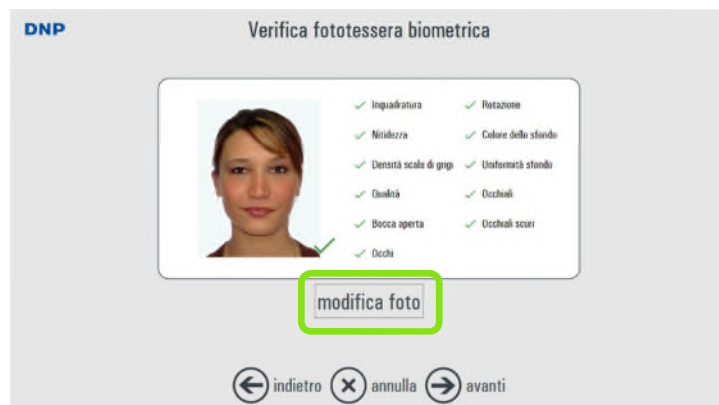 DNP
Verifica fototessera biometrica
Inquadratura
Rotazione
Nitidezza
Colore dello sfondo
Densità scala di grigi
Uniformità sfondo
Qualità
Occhiali
Bocca aperta
Occhiali scuri
Occhi
modifica foto
indietro annulla avanti